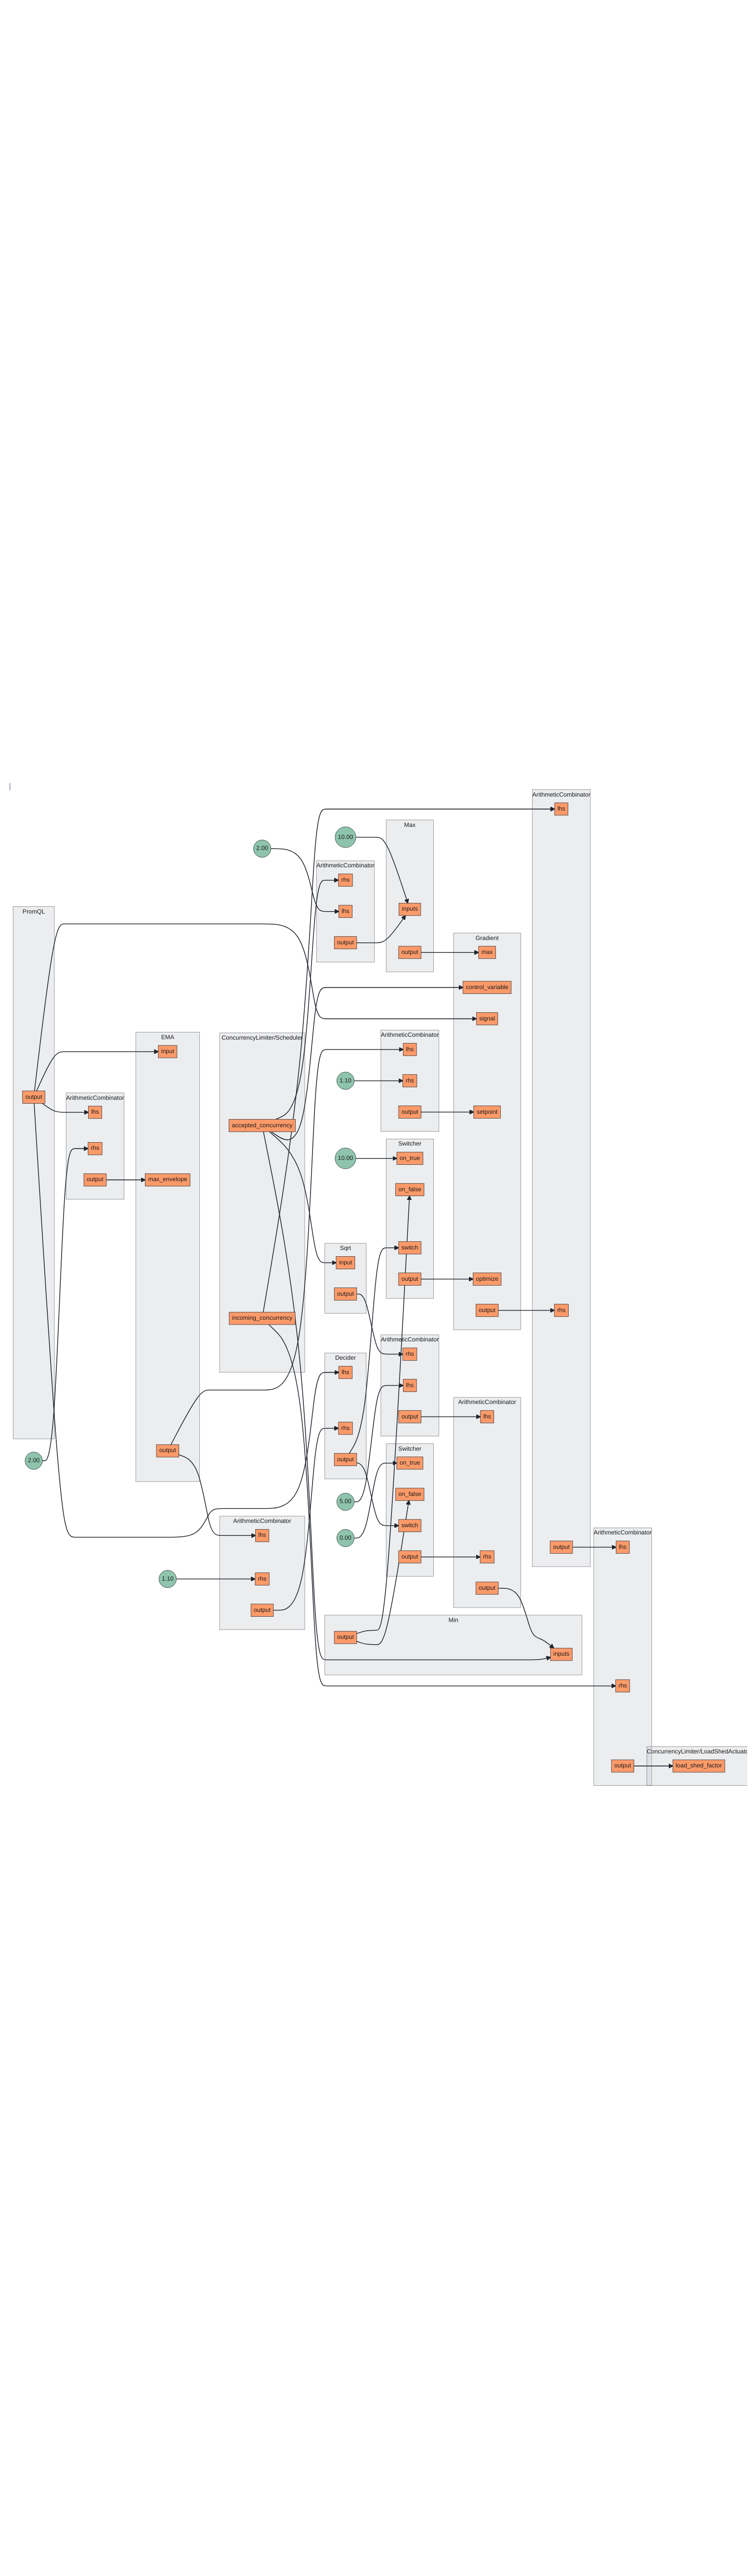 PromQL
output
2.00
ArithmeticCombinator
lhs
rhs
output
EMA
input
max_envelope
output
1.10
ConcurrencyLimiter/Scheduler
accepted_concurrency
incoming_concurrency
ArithmeticCombinator
lhs
rhs
output
2.00
10.00
ArithmeticCombinator
rhs
lhs
output
1.10
10.00
Sqrt
input
output
Decider
lhs
rhs
output
5.00
0.00
Min
output
inputs
Max
inputs
output
ArithmeticCombinator
lhs
rhs
output
Switcher
on_true
on_false
switch
output
ArithmeticCombinator
rhs
lhs
output
Switcher
on_true
on_false
switch
output
Gradient
max
control_variable
signal
setpoint
optimize
output
ArithmeticCombinator
lhs
rhs
output
ArithmeticCombinator
lhs
rhs
output
ArithmeticCombinator
lhs
rhs
output
ConcurrencyLimiter/LoadShedActuato
load_shed_factor